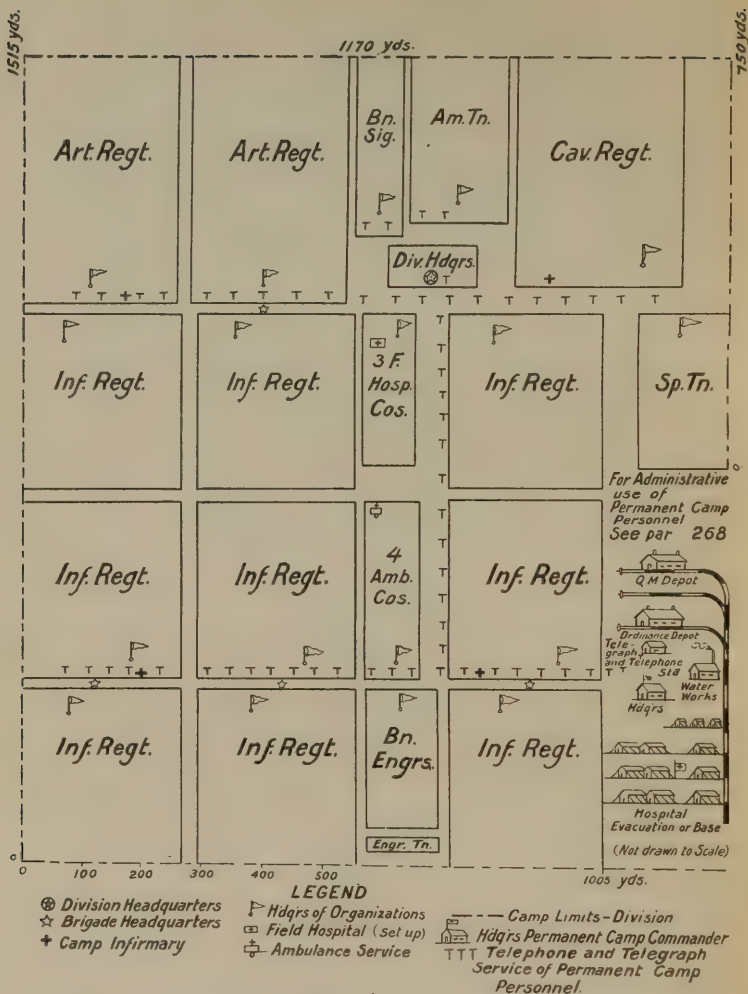 1515 yds.
1170 yds.
750 yds.
Art. Regt.
Art. Regt.
Bn.
Sig.
Am. Tn.
Cav. Regt.
Div. Hdqrs.
T
Inf. Regt.
Inf. Regt.
3 F.
Hosp.
Cos.
Inf. Regt.
Sp. Tn.
0
For Administrative
use of
Permanent Camp
Personnel
See par 268
Inf. Regt.
Inf. Regt.
4
Amb.
Cos.
Inf. Regt.
Q M Depot
Ordnance Depot
Tele-
graph
and Telephone
Sta
Water
Works
Hdqrs
Inf. Regt.
Inf. Regt.
Bn.
Engrs.
Inf. Regt.
Engr. Tn.
Hospital
Evacuation or Base
(Not drawn to Scale)
0
0 100 200 300 400 500 1005 yds.
LEGEND
Division Headquarters
Brigade Headquarters
Camp Infirmary
Hdqrs of Organizations
Field Hospital (set up)
Ambulance Service
Camp Limits - Division
Hdqrs Permanent Camp Commander
TTT Telephone and Telegraph
Service of Permanent Camp
Personnel.